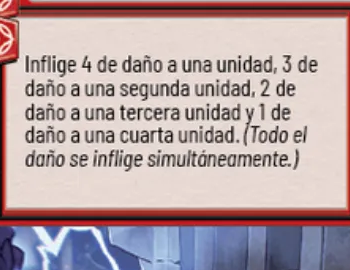 Inflige 4 de daño a una unidad, 3 de
daño a una segunda unidad, 2 de
daño a una tercera unidad y 1 de
daño a una cuarta unidad. (Todo el
daño se inflige simultáneamente.)